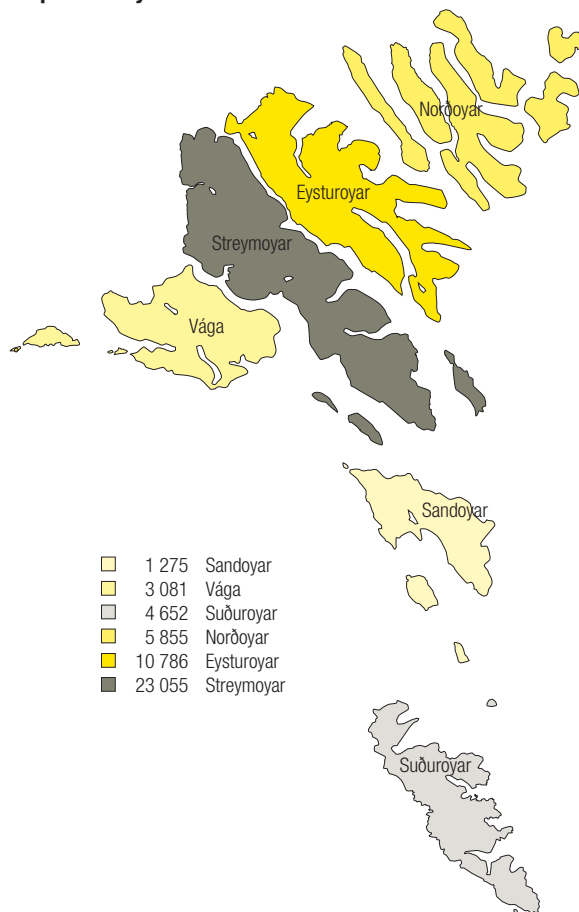 Norðoyar
Eysturoyar
Streymoyar
Vága
Sandoyar
1 275 Sandoyar
3 081 Vága
4 652 Suðuroyar
5 855 Norðoyar
10 786 Eysturoyar
23 055 Streymoyar
Suðuroyar